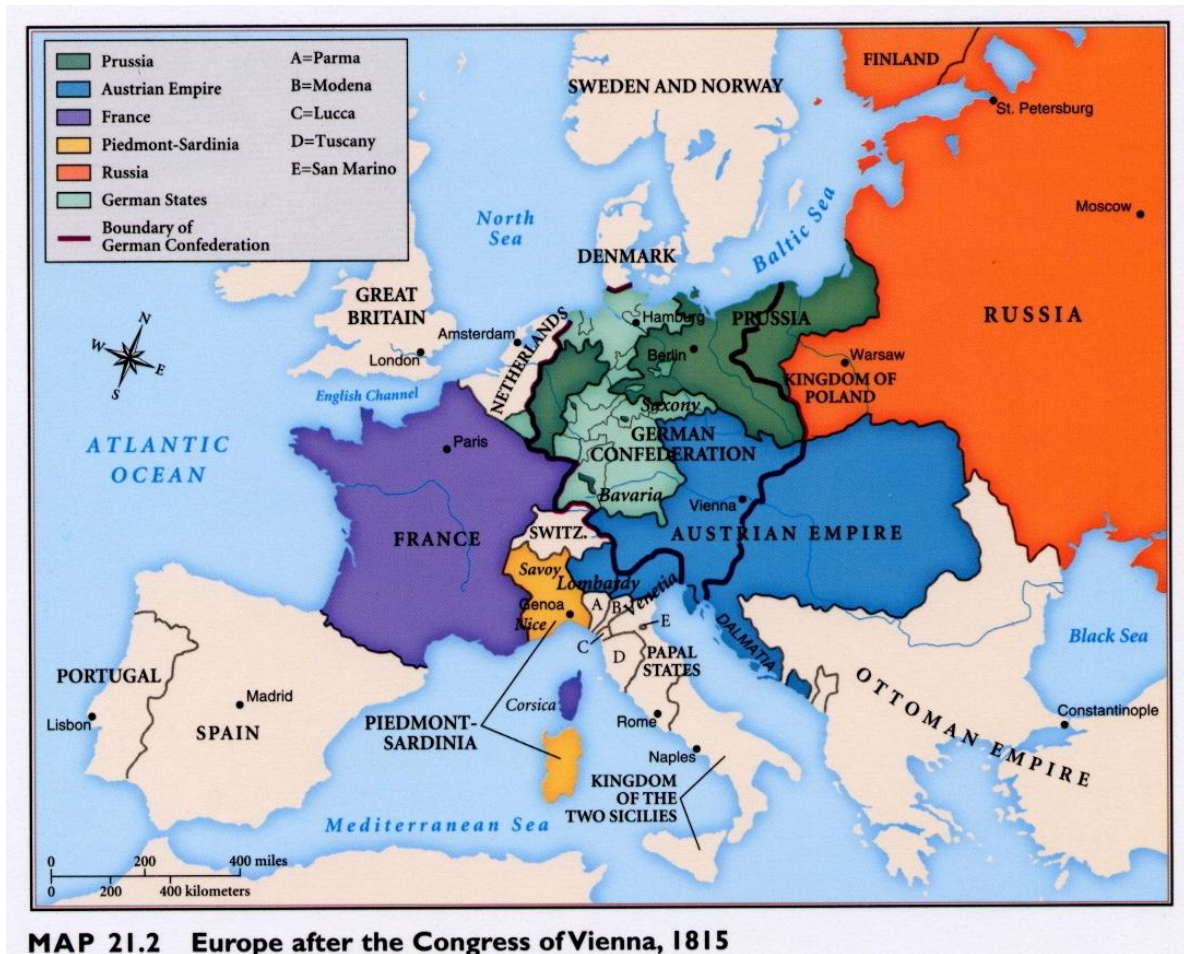 Prussia
Austrian Empire
France
Piedmont-Sardinia
Russia
German States
Boundary of
German Confederation
A=Parma
B=Modena
C=Lucca
D=Tuscany
E=San Marino
FINLAND
SWEDEN AND NORWAY
St. Petersburg
Moscow
North
Sea
Baltic Sea
DENMARK
GREAT
BRITAIN
Amsterdam
NETHERLANDS
Hamburg
PRUSSIA
RUSSIA
London
Berlin
Warsaw
KINGDOM OF
POLAND
N
W
E
S
English Channel
Saxony
ATLANTIC
OCEAN
Paris
GERMAN
CONFEDERATION
Bavaria
Vienna
FRANCE
SWITZ.
AUSTRIAN EMPIRE
Savoy
Lombardy
Venetia
Genoa
Nice
A
B
C
D
E
DALMATIA
Black Sea
PAPAL
STATES
PORTUGAL
Madrid
Lisbon
SPAIN
Corsica
PIEDMONT-
SARDINIA
Rome
Naples
OTTOMAN EMPIRE
Constantinople
KINGDOM
OF THE
TWO SICILIES
Mediterranean Sea
0 200 400 miles
0 200 400 kilometers
MAP 21.2 Europe after the Congress of Vienna, 1815